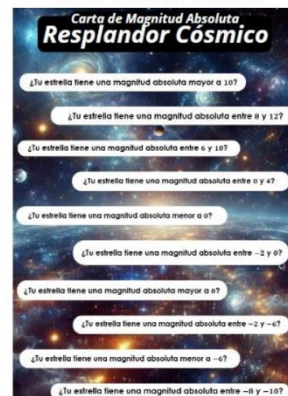 Carta de Magnitud Absoluta
Resplandor Cósmico
¿Tu estrella tiene una magnitud absoluta mayor a 10?
¿Tu estrella tiene una magnitud absoluta entre 8 y 12?
¿Tu estrella tiene una magnitud absoluta entre 6 y 10?
¿Tu estrella tiene una magnitud absoluta entre 0 y 4?
¿Tu estrella tiene una magnitud absoluta menor a 0?
¿Tu estrella tiene una magnitud absoluta entre −2 y 0?
¿Tu estrella tiene una magnitud absoluta mayor a 0?
¿Tu estrella tiene una magnitud absoluta entre −2 y −6?
¿Tu estrella tiene una magnitud absoluta menor a −6?
¿Tu estrella tiene una magnitud absoluta entre −8 y −10?